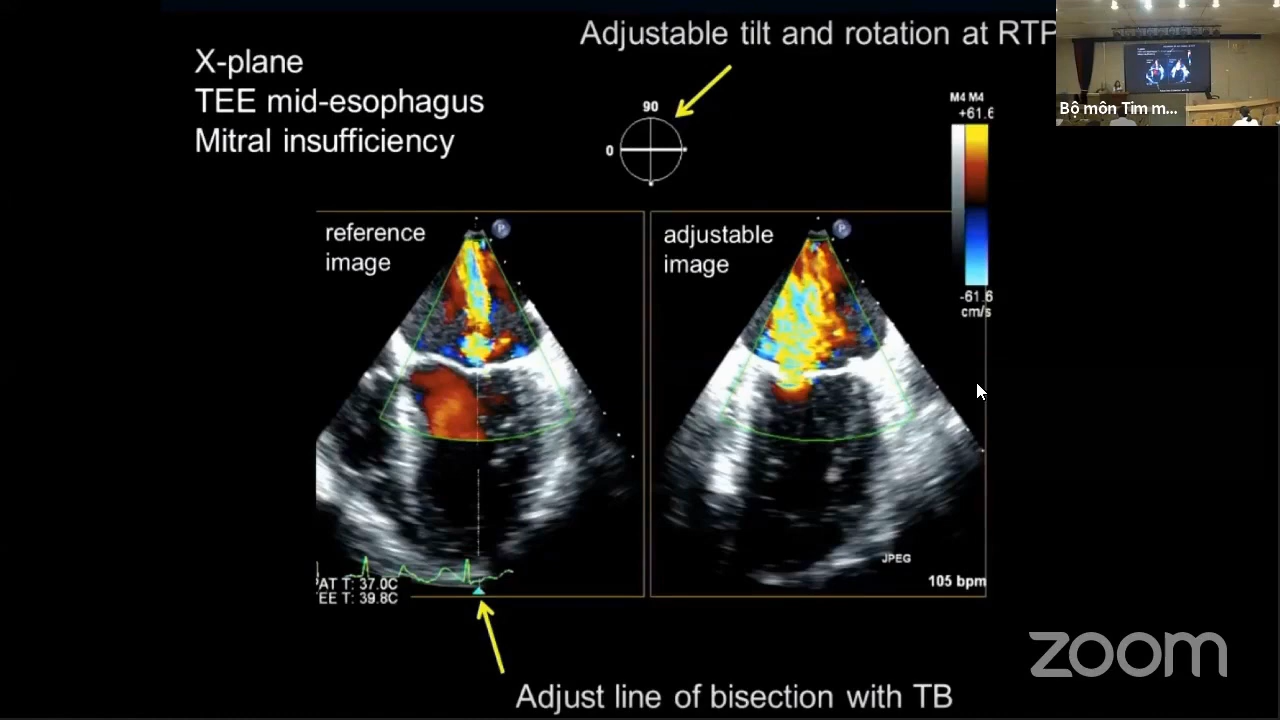 Adjustable tilt and rotation at RTP
X-plane
TEE mid-esophagus
Mitral insufficiency
Bộ môn Tim m...
90
0
M4 M4
+61.6
reference
image
P
adjustable
image
P
-61.6
cm/s
JPEG
105 bpm
PAT T: 37.0C
EE T: 39.8C
zoom
Adjust line of bisection with TB